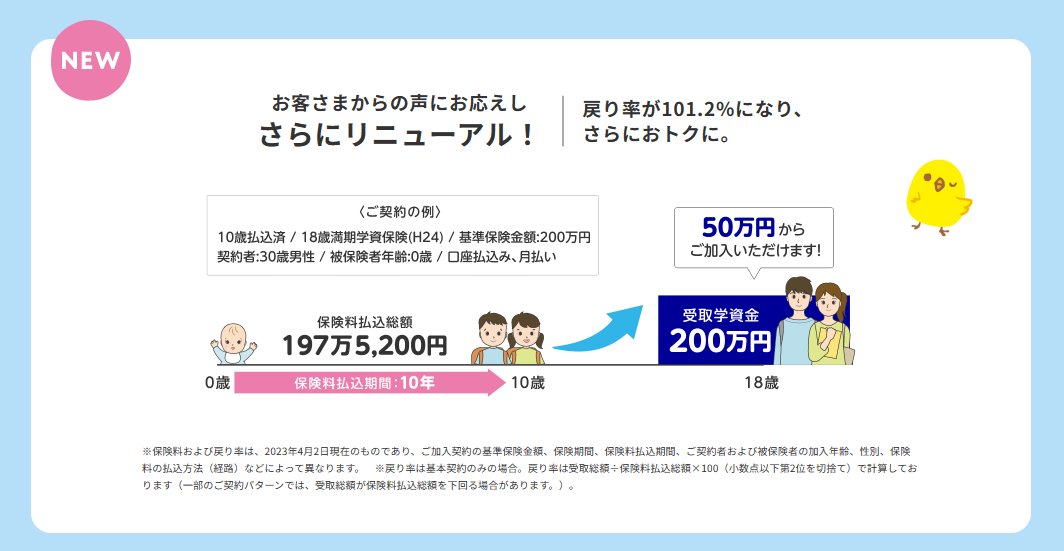 NEW
お客さまからの声にお応えし
さらにリニューアル！
戻り率が101.2%になり、
さらにおトクに。
〈ご契約の例〉
10歳払込済 / 18歳満期学資保険(H24) / 基準保険金額:200万円
契約者:30歳男性 / 被保険者年齢:0歳 / 口座払込み、月払い
50万円から
ご加入いただけます!
保険料払込総額
197万5,200円
受取学資金
200万円
0歳
保険料払込期間:10年
10歳
18歳
※保険料および戻り率は、2023年4月2日現在のものであり、ご加入契約の基準保険金額、保険期間、保険料払込期間、ご契約者および被保険者の加入年齢、性別、保険
料の払込方法（経路）などによって異なります。　※戻り率は基本契約のみの場合。戻り率は受取総額÷保険料払込総額×100（小数点以下第2位を切捨て）で計算してお
ります（一部のご契約パターンでは、受取総額が保険料払込総額を下回る場合があります。）。